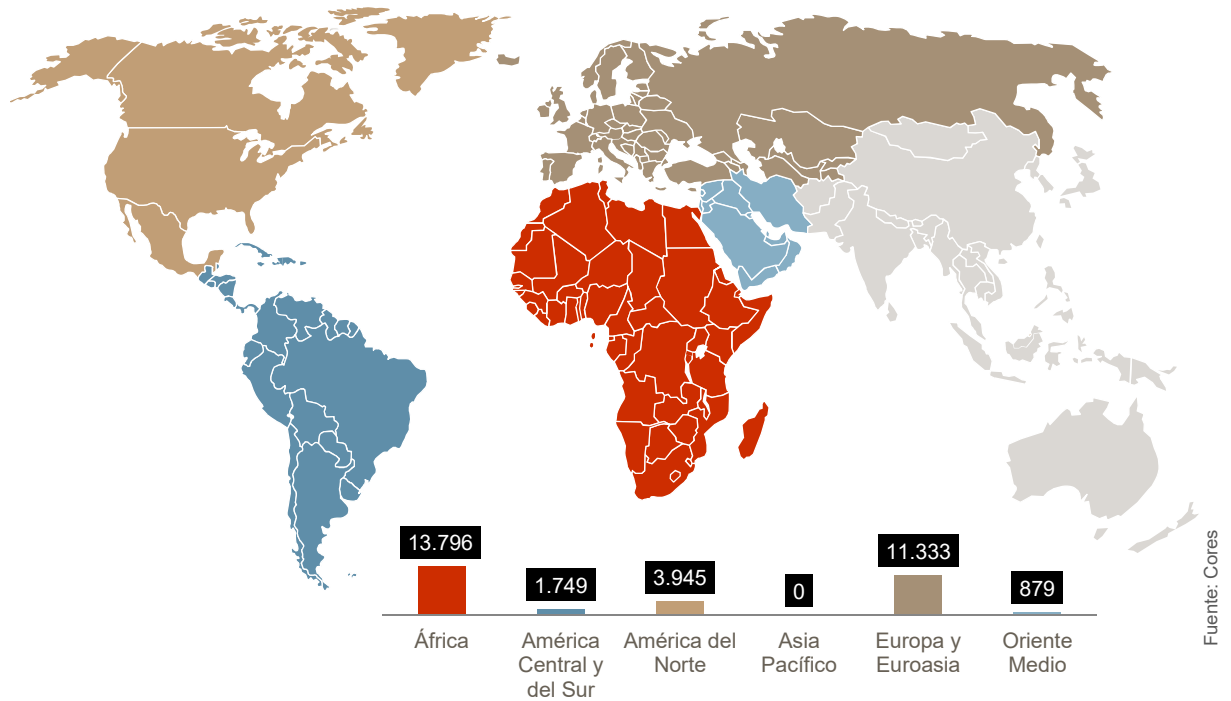 13.796
1.749
3.945
0
11.333
879
África
América
Central y
del Sur
América del
Norte
Asia
Pacífico
Europa y
Euroasia
Oriente
Medio
Fuente: Cores